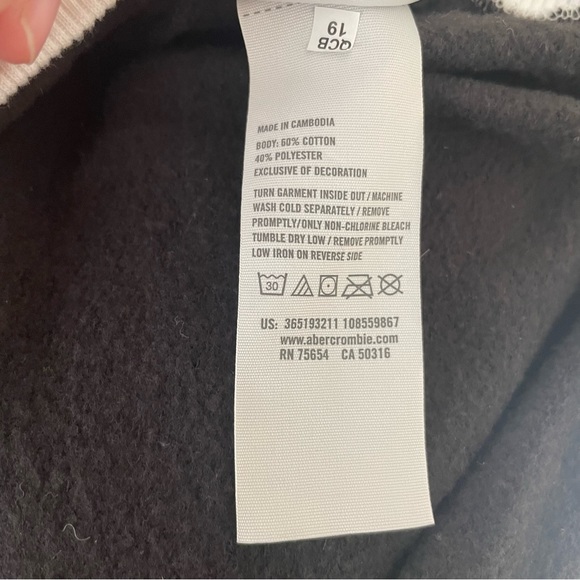 QCB
19
MADE IN CAMBODIA
BODY: 60% COTTON
40% POLYESTER
EXCLUSIVE OF DECORATION
TURN GARMENT INSIDE OUT / MACHINE
WASH COLD SEPARATELY / REMOVE
PROMPTLY/ONLY NON-CHLORINE BLEACH
TUMBLE DRY LOW / REMOVE PROMPTLY
LOW IRON ON REVERSE SIDE
30
US: 365193211 108559867
www.abercrombie.com
RN 75654 CA 50316